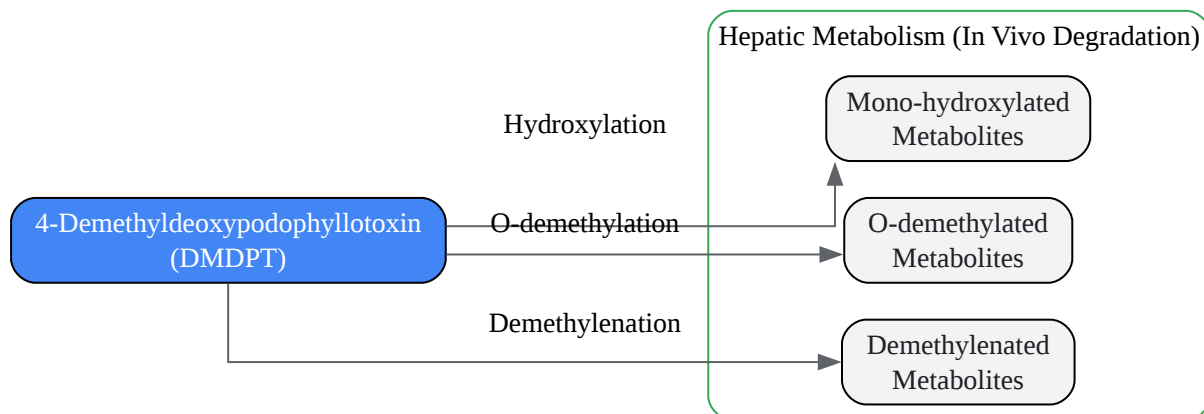 Hepatic Metabolism (In Vivo Degradation)
Mono-hydroxylated
Metabolites
Hydroxylation
4-Demethyldeoxypodophyllotoxin
(DMDPT)
O-demethylation
O-demethylated
Metabolites
Demethylenation
Demethylenated
Metabolites